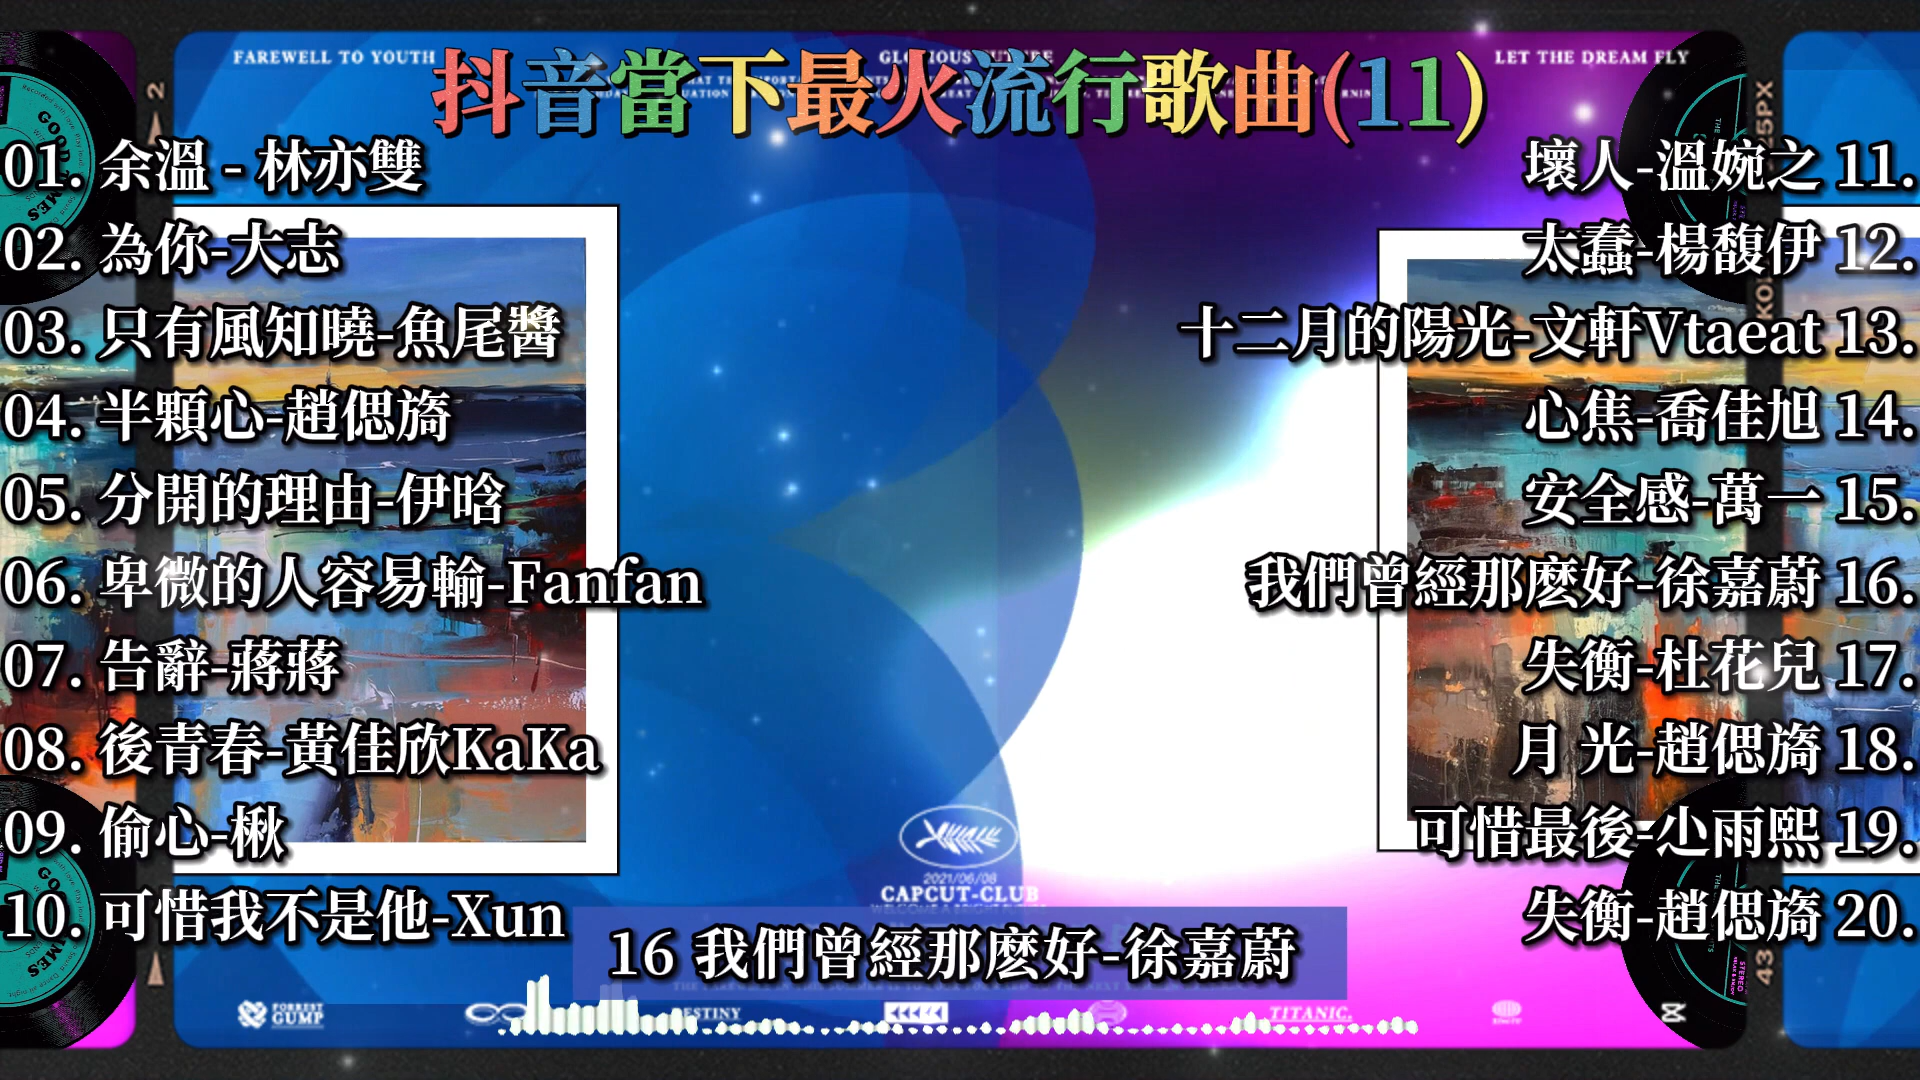 FAREWELL TO YOUTH
LET THE DREAM FLY
抖音當下最火流行歌曲(11)
01. 余溫 - 林亦雙
02. 為你-大志
03. 只有風知曉-魚尾醬
04. 半顆心-趙偲旖
05. 分開的理由-伊晗
06. 卑微的人容易輸-Fanfan
07. 告辭-蔣蔣
08. 後青春-黃佳欣KaKa
09. 偷心-楸
10. 可惜我不是他-Xun
壞人-溫婉之 11.
太蠢-楊馥伊 12.
十二月的陽光-文軒Vtaeat 13.
心焦-喬佳旭 14.
安全感-萬一 15.
我們曾經那麽好-徐嘉蔚 16.
失衡-杜花兒 17.
月 光-趙偲旖 18.
可惜最後-尐雨熙 19.
失衡-趙偲旖 20.
2021/06/08
CAPCUT-CLUB
16 我們曾經那麽好-徐嘉蔚
FORREST
GUMP
TITANIC.